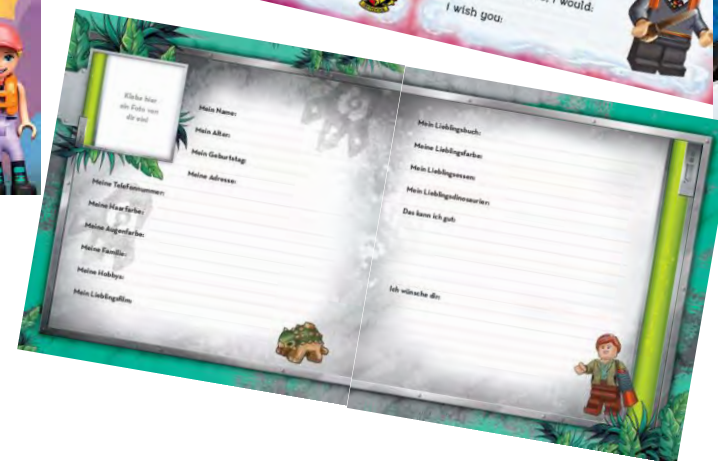 I would:
I wish you:
Klebe hier
ein Foto von
dir ein!
Mein Name:
Mein Alter:
Mein Geburtstag:
Meine Adresse:
Meine Telefonnummer:
Meine Haarfarbe:
Meine Augenfarbe:
Meine Familie:
Meine Hobbys:
Mein Lieblingsfilm:
Mein Lieblingsbuch:
Meine Lieblingsfarbe:
Mein Lieblingsessen:
Mein Lieblingsdinosaurier:
Das kann ich gut:
Ich wünsche dir: